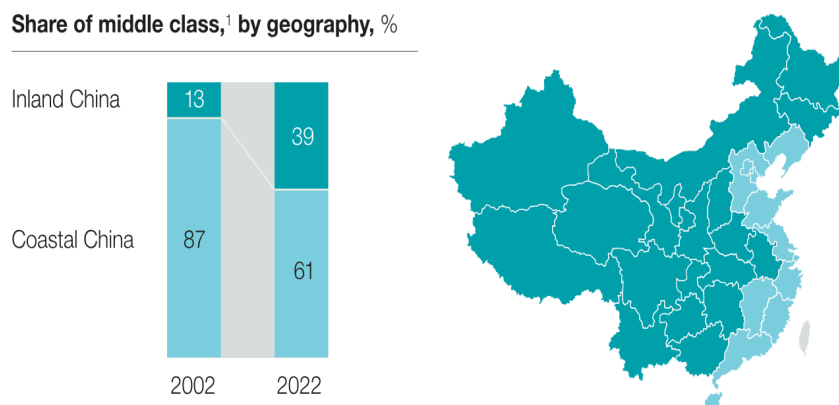 Share of middle class,¹ by geography, %
Inland China
13
39
Coastal China
87
61
2002
2022